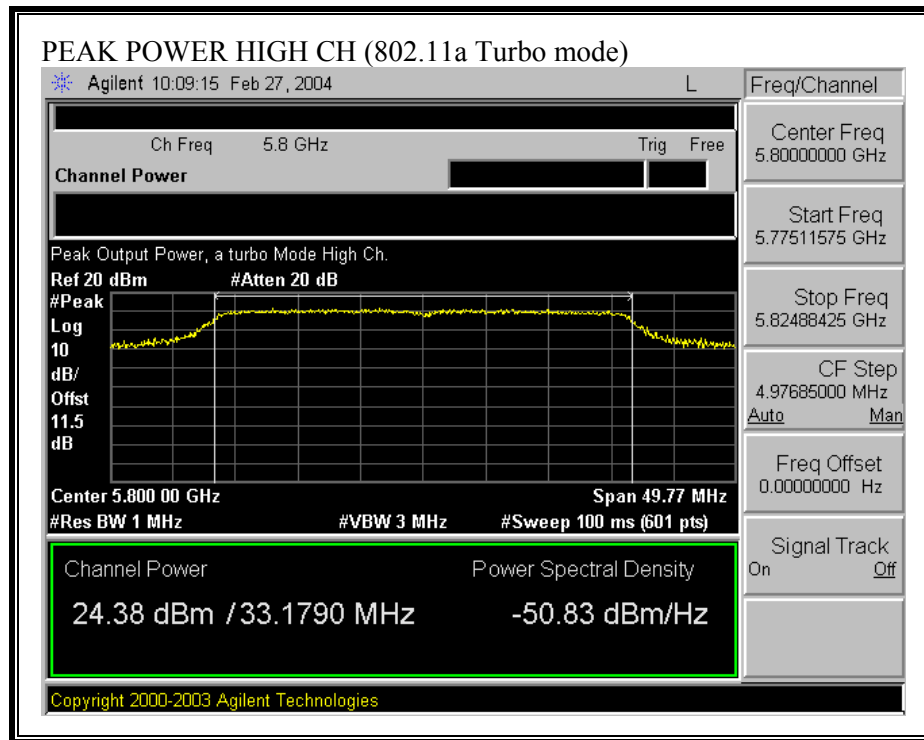 PEAK POWER HIGH CH (802.11a Turbo mode)
Agilent 10:09:15 Feb 27, 2004 L
Freq/Channel
Ch Freq 5.8 GHz Trig Free
Channel Power
Peak Output Power, a turbo Mode High Ch.
Ref 20 dBm #Atten 20 dB
#Peak
Log
10
dB/
Offst
11.5
dB
Center 5.800 00 GHz Span 49.77 MHz
#Res BW 1 MHz #VBW 3 MHz #Sweep 100 ms (601 pts)
Channel Power Power Spectral Density
24.38 dBm / 33.1790 MHz -50.83 dBm/Hz
Center Freq
5.80000000 GHz
Start Freq
5.77511575 GHz
Stop Freq
5.82488425 GHz
CF Step
4.97685000 MHz
Auto Man
Freq Offset
0.00000000 Hz
Signal Track
On Off
Copyright 2000-2003 Agilent Technologies